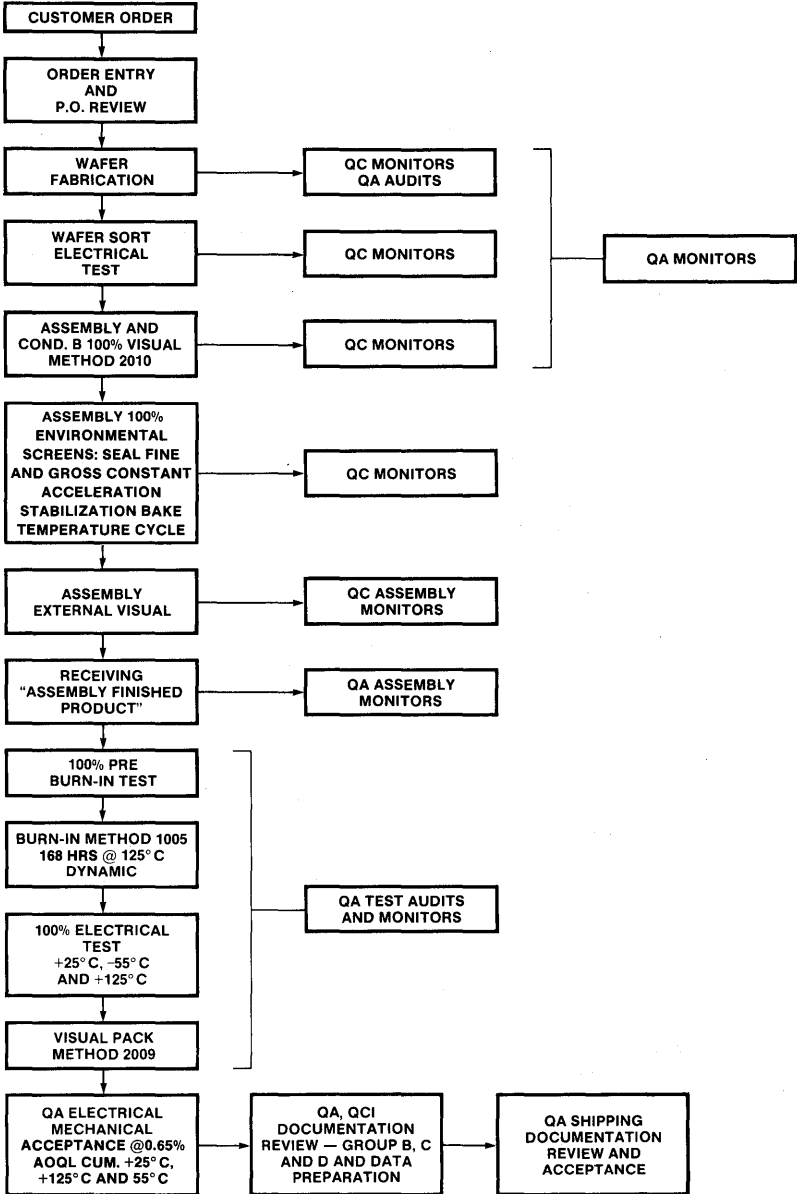 CUSTOMER ORDER
ORDER ENTRY
AND
P.O. REVIEW
WAFER
FABRICATION
QC MONITORS
QA AUDITS
WAFER SORT
ELECTRICAL
TEST
QC MONITORS
QA MONITORS
ASSEMBLY AND
COND. B 100% VISUAL
METHOD 2010
QC MONITORS
ASSEMBLY 100%
ENVIRONMENTAL
SCREENS: SEAL FINE
AND GROSS CONSTANT
ACCELERATION
STABILIZATION BAKE
TEMPERATURE CYCLE
QC MONITORS
ASSEMBLY
EXTERNAL VISUAL
QC ASSEMBLY
MONITORS
RECEIVING
"ASSEMBLY FINISHED
PRODUCT"
QA ASSEMBLY
MONITORS
100% PRE
BURN-IN TEST
BURN-IN METHOD 1005
168 HRS @ 125° C
DYNAMIC
QA TEST AUDITS
AND MONITORS
100% ELECTRICAL
TEST
+25° C, -55° C
AND +125° C
VISUAL PACK
METHOD 2009
QA ELECTRICAL
MECHANICAL
ACCEPTANCE @0.65%
AOQL CUM. +25° C,
+125° C AND 55° C
QA, QCI
DOCUMENTATION
REVIEW — GROUP B, C
AND D AND DATA
PREPARATION
QA SHIPPING
DOCUMENTATION
REVIEW AND
ACCEPTANCE